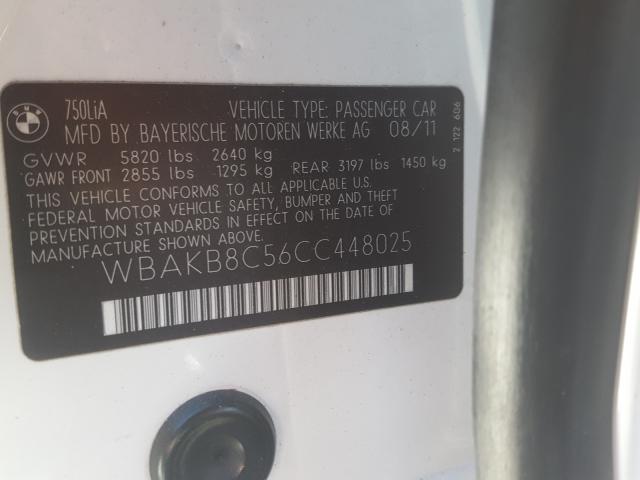 BMW
750LiA VEHICLE TYPE: PASSENGER CAR
MFD BY BAYERISCHE MOTOREN WERKE AG 08/11
GVWR 5820 lbs 2640 kg
GAWR FRONT 2855 lbs 1295 kg REAR 3197 lbs 1450 kg
THIS VEHICLE CONFORMS TO ALL APPLICABLE U.S.
FEDERAL MOTOR VEHICLE SAFETY, BUMPER AND THEFT
PREVENTION STANDARDS IN EFFECT ON THE DATE OF
MANUFACTURE SHOWN ABOVE.
WBAKB8C56CC448025
2 122 606